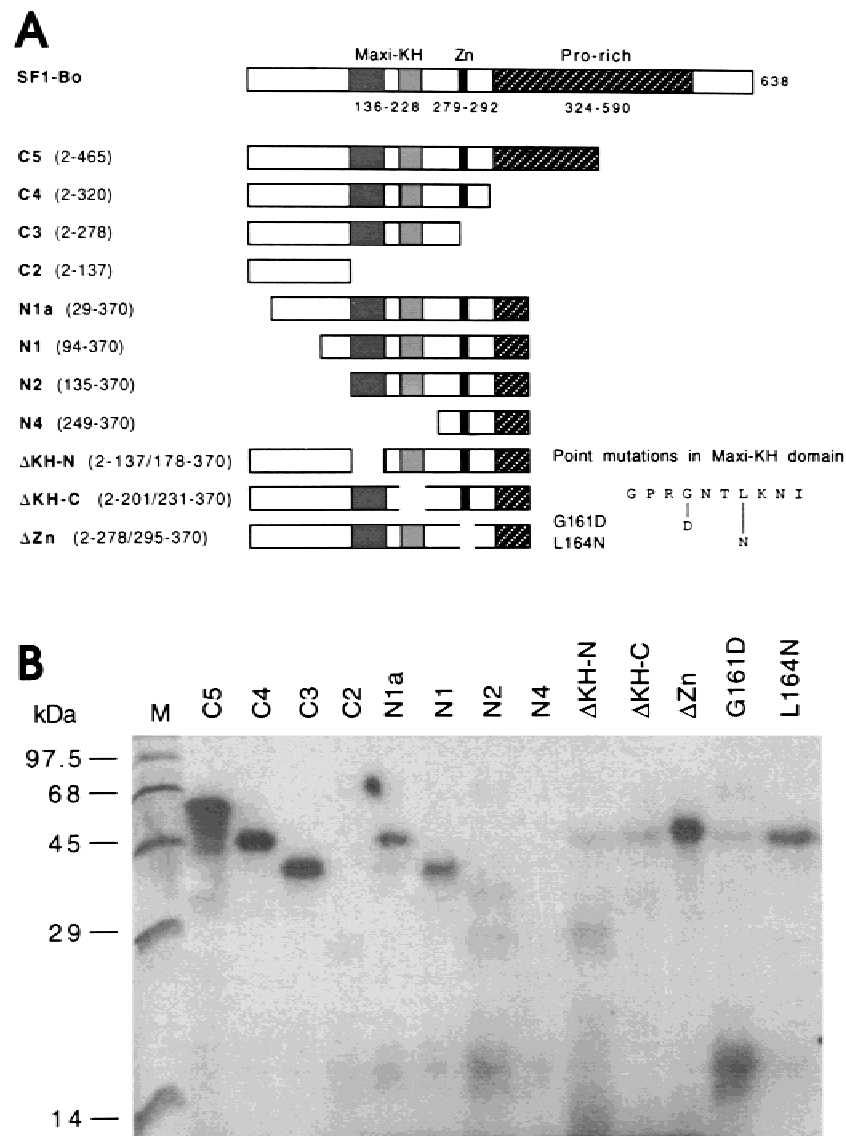 A
Maxi-KH Zn Pro-rich
SF1-Bo
638
136-228 279-292 324-590
C5 (2-465)
C4 (2-320)
C3 (2-278)
C2 (2-137)
N1a (29-370)
N1 (94-370)
N2 (135-370)
N4 (249-370)
ΔKH-N (2-137/178-370)
Point mutations in Maxi-KH domain
ΔKH-C (2-201/231-370)
G P R G N T L K N I
G161D
D
ΔZn (2-278/295-370)
L164N
N
B
kDa M C5 C4 C3 C2 N1a N1 N2 N4 ΔKH-N ΔKH-C ΔZn G161D L164N
97.5
68
45
29
14